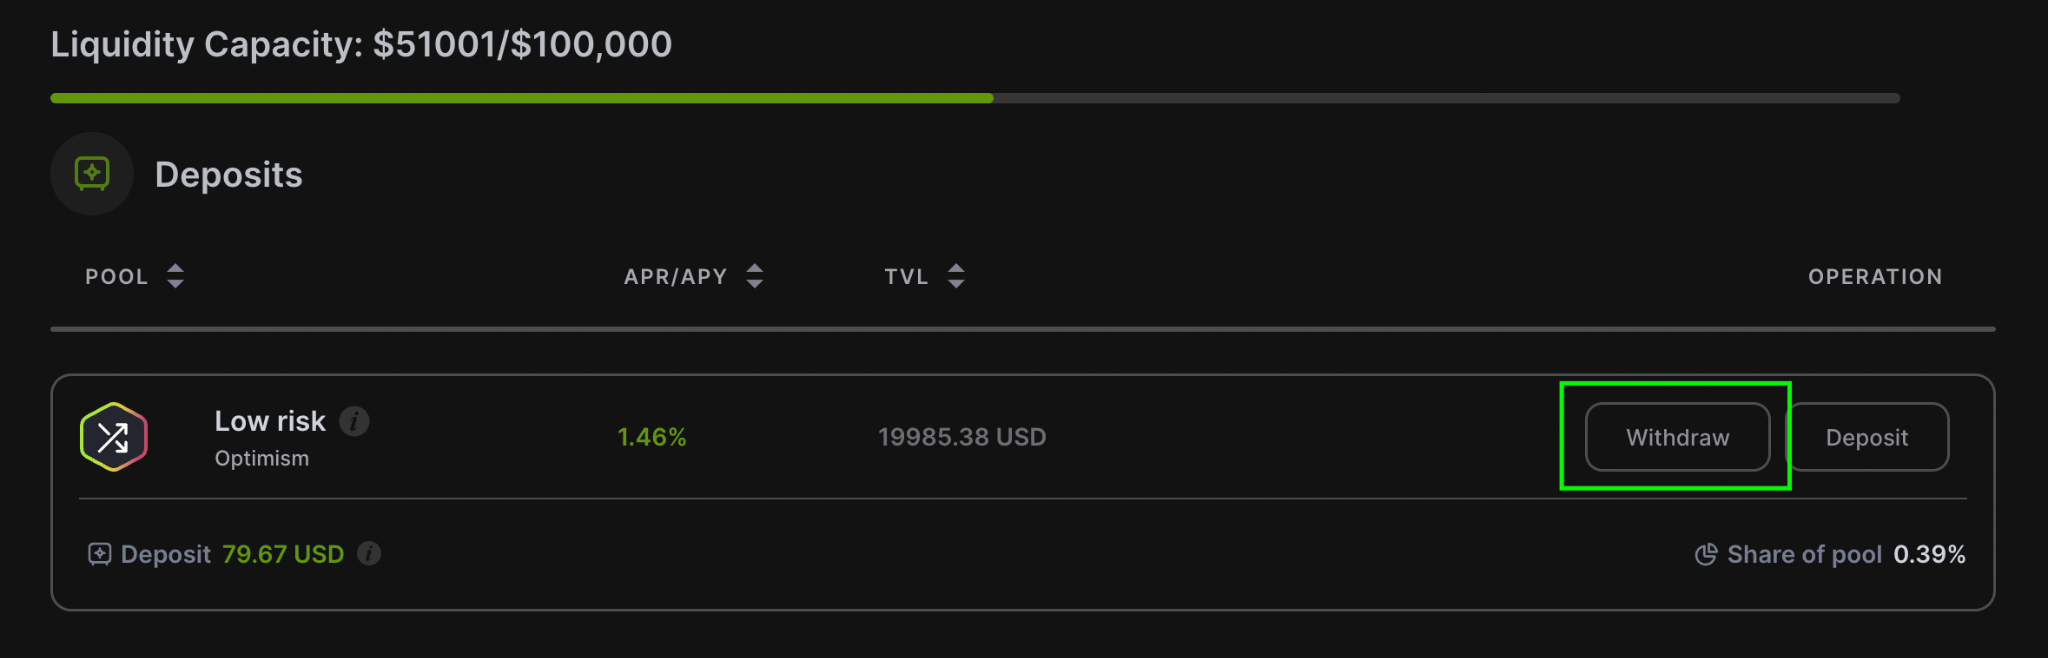 Liquidity Capacity: $51001/$100,000
Deposits
POOL APR/APY TVL OPERATION
Low risk i
Optimism
1.46% 19985.38 USD Withdraw Deposit
Deposit 79.67 USD i Share of pool 0.39%